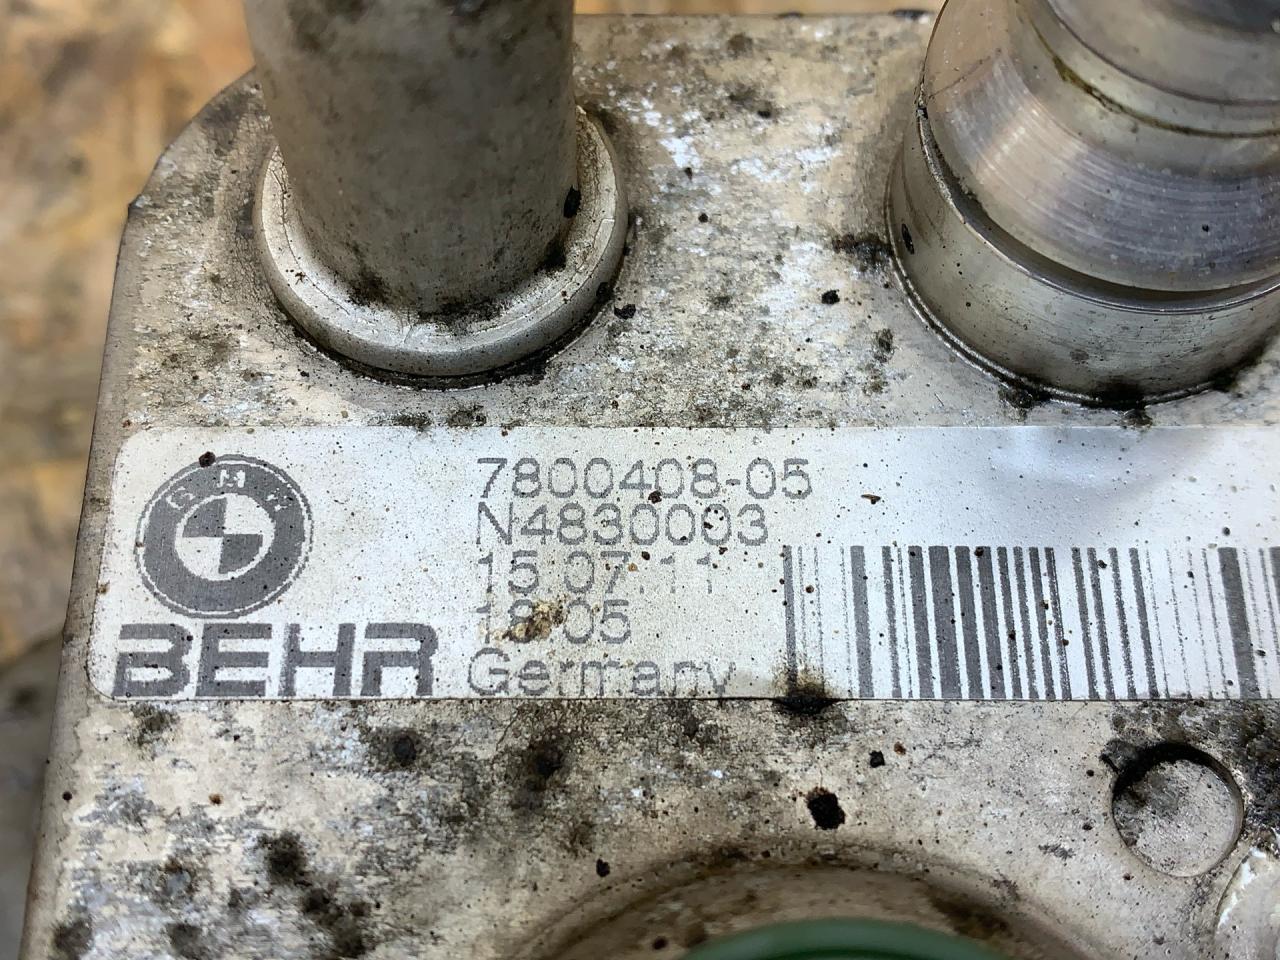 BMW
BEHR
7800408-05
N4830003
15.07.11
18:05
Germany